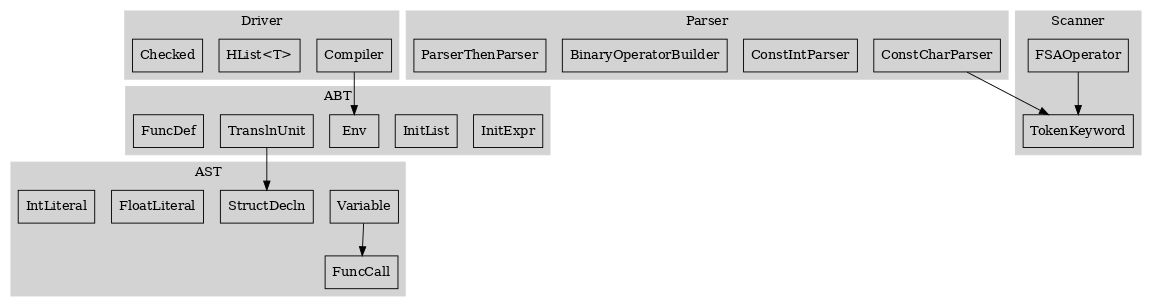 Driver
Checked
HList<T>
Compiler
Parser
ParserThenParser
BinaryOperatorBuilder
ConstIntParser
ConstCharParser
Scanner
FSAOperator
TokenKeyword
ABT
FuncDef
TranslnUnit
Env
InitList
InitExpr
AST
IntLiteral
FloatLiteral
StructDecln
Variable
FuncCall